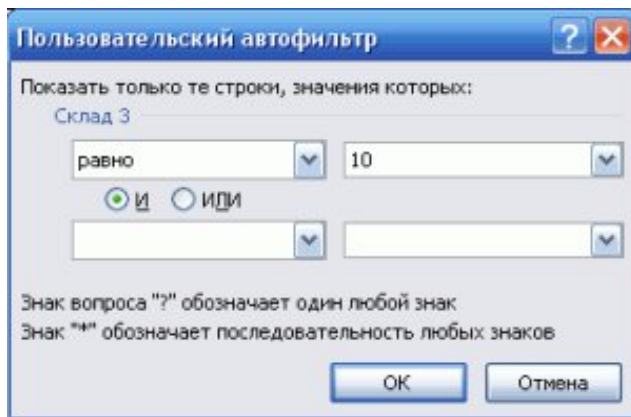 Пользовательский автофильтр
Показать только те строки, значения которых:
Склад 3
равно 10
И ИЛИ
Знак вопроса "?" обозначает один любой знак
Знак "*" обозначает последовательность любых знаков
ОК Отмена